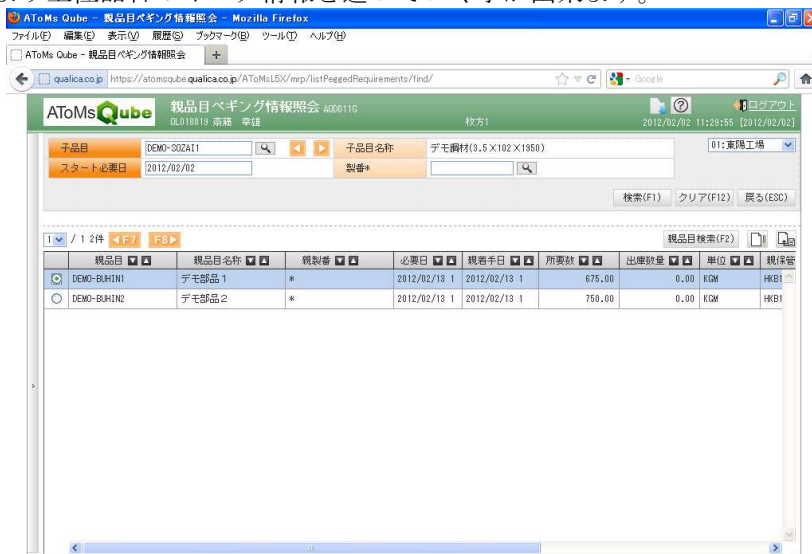 AToMs Qube - 親品目ペギング情報照会 - Mozilla Firefox
ファイル(F) 編集(E) 表示(V) 履歴(S) ブックマーク(B) ツール(T) ヘルプ(H)
AToMs Qube - 親品目ペギング情報照会 +
qualica.co.jp https://atomsqube.qualica.co.jp/AToMsL5X/mrp/listPeggedRequirements/find/ Google
AToMs Qube 親品目ペギング情報照会 AOD011G ? ログアウト
QL018819 斎藤 幸雄 枚方1 2012/02/02 11:28:55 [2012/02/02]
子品目 DEMO-SOZAI1 子品目名称 デモ鋼材(3.5×102×1950) 01:東陽工場
スタート必要日 2012/02/02 製番*
検索(F1) クリア(F12) 戻る(ESC)
1 / 1 2件 F7 F8 親品目検索(F2)
親品目 親品目名称 親製番 必要日 親着手日 所要数 出庫数量 単位 親保管
DEMO-BUHIN1 デモ部品1 * 2012/02/13 1 2012/02/13 1 675.00 0.00 KGM HKB1
DEMO-BUHIN2 デモ部品2 * 2012/02/13 1 2012/02/13 1 750.00 0.00 KGM HKB1